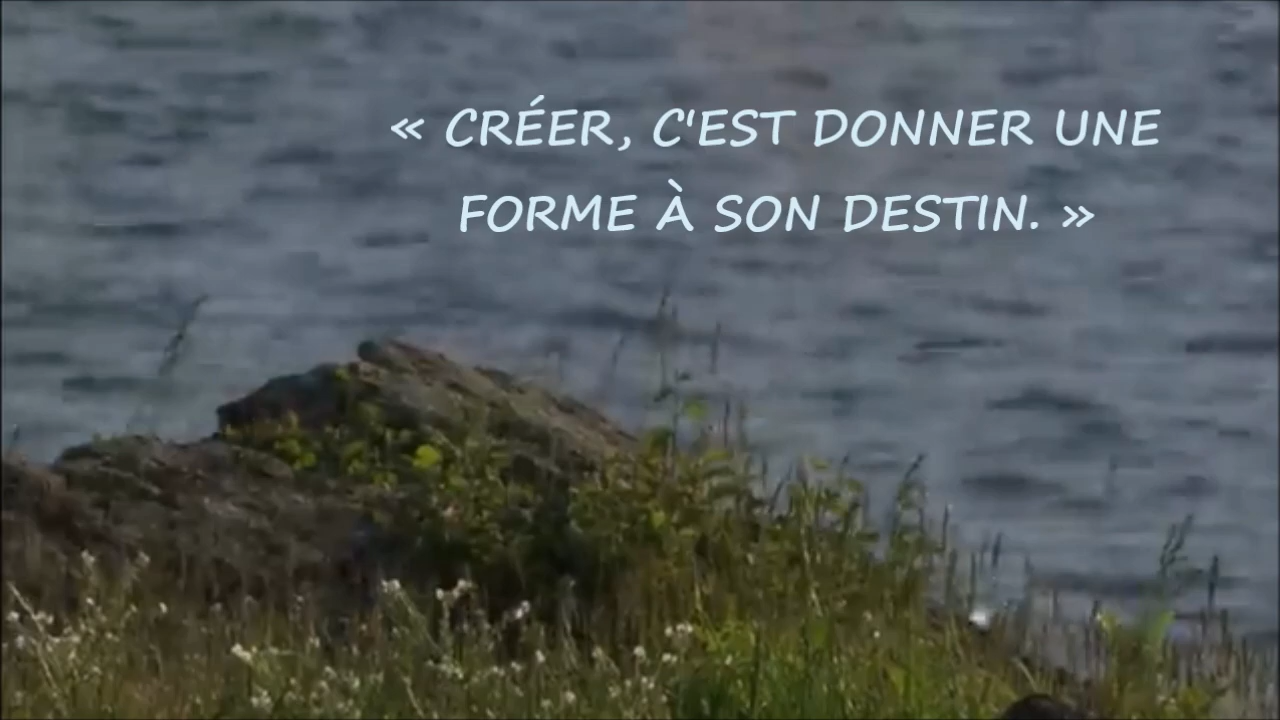 « CRÉER, C'EST DONNER UNE
FORME À SON DESTIN. »